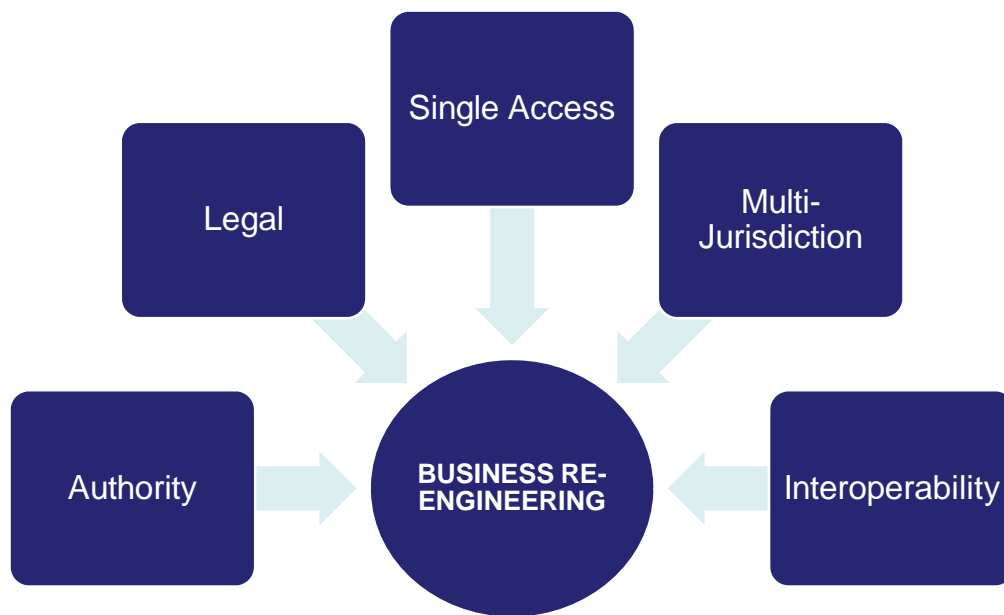 Single Access
Legal
Multi-
Jurisdiction
Authority
BUSINESS RE-
ENGINEERING
Interoperability